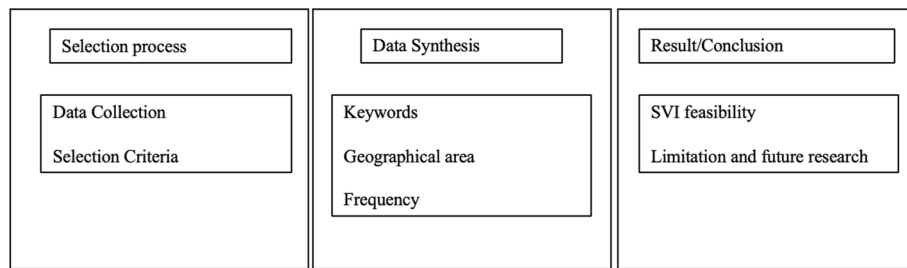 Selection process
Data Collection
Selection Criteria
Data Synthesis
Keywords
Geographical area
Frequency
Result/Conclusion
SVI feasibility
Limitation and future research